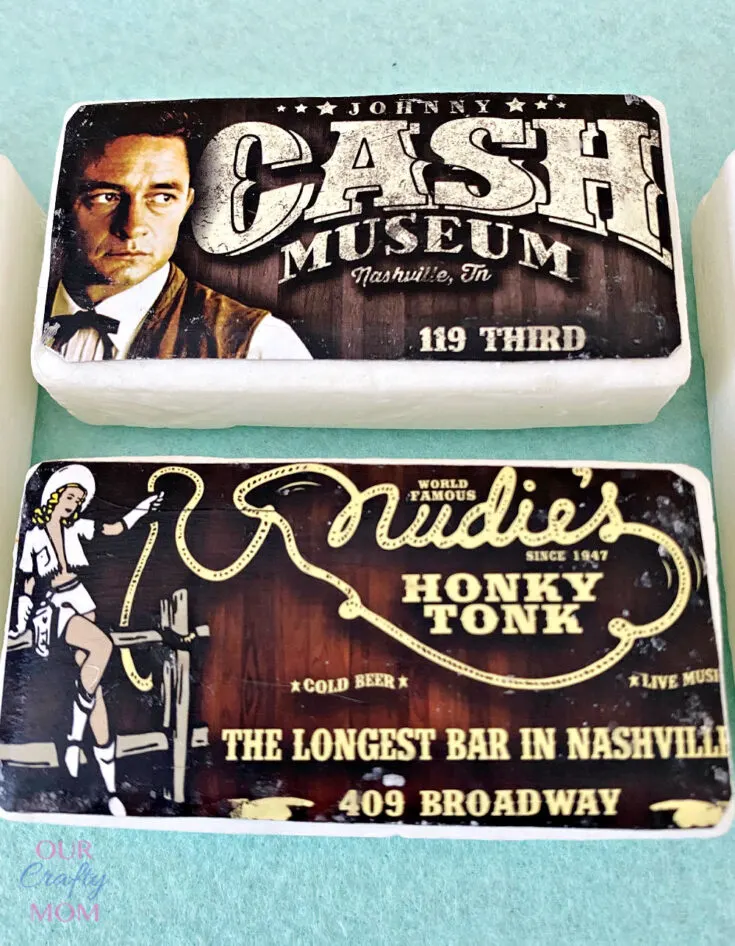 ★ ★ ★ JOHNNY ★ ★ ★
CASH
MUSEUM
Nashville, Tn
119 THIRD
WORLD
FAMOUS
nudie's
SINCE 1947
HONKY
TONK
★COLD BEER★
★LIVE MUSI
THE LONGEST BAR IN NASHVILLE
409 BROADWAY
OUR
Crafty
MOM